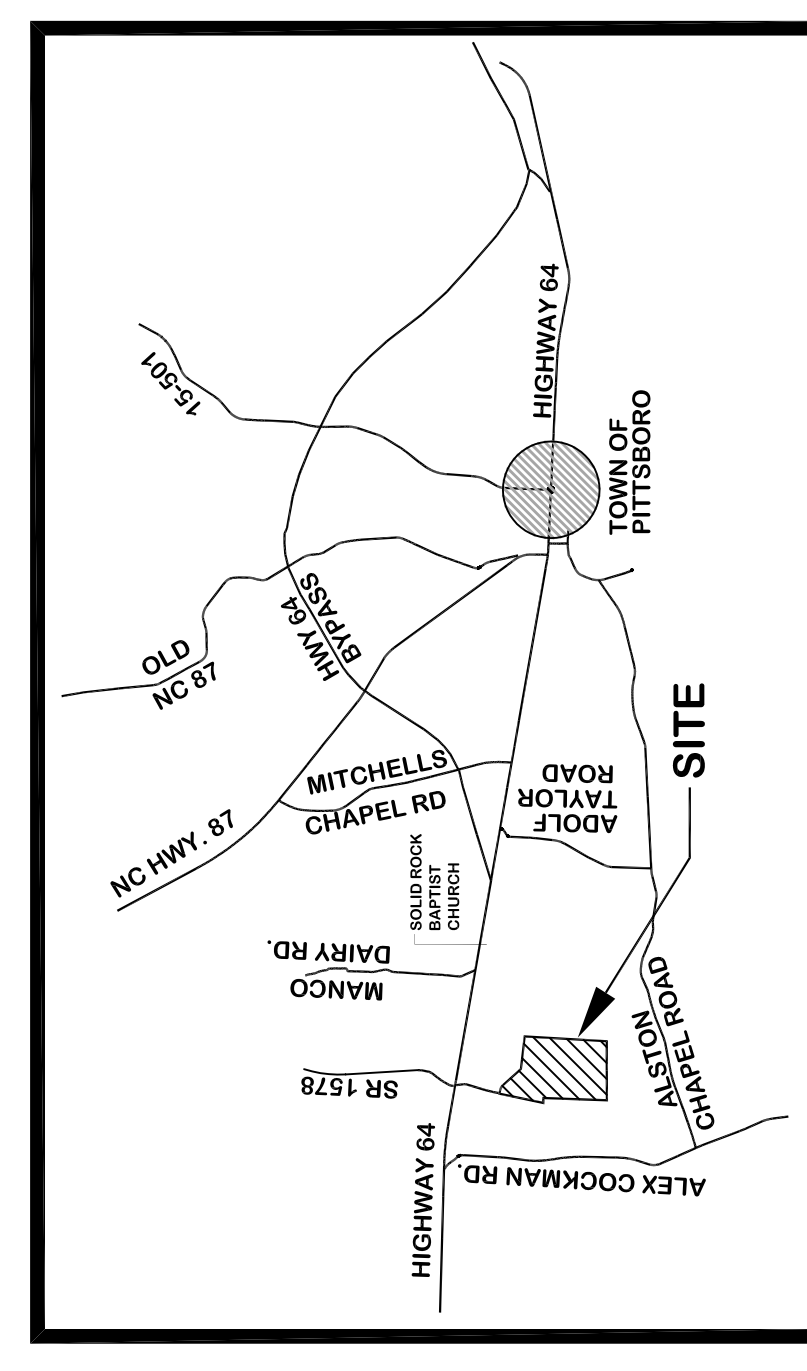 HIGHWAY 64
15-501
TOWN OF
PITTSBORO
HWY 64
BYPASS
OLD
NC 87
SITE
MITCHELLS
CHAPEL RD
ADOLF
TAYLOR
ROAD
NC HWY. 87
SOLID ROCK
BAPTIST
CHURCH
MANCO
DAIRY RD.
ALSTON
CHAPEL ROAD
SR 1578
HIGHWAY 64
ALEX COCKMAN RD.